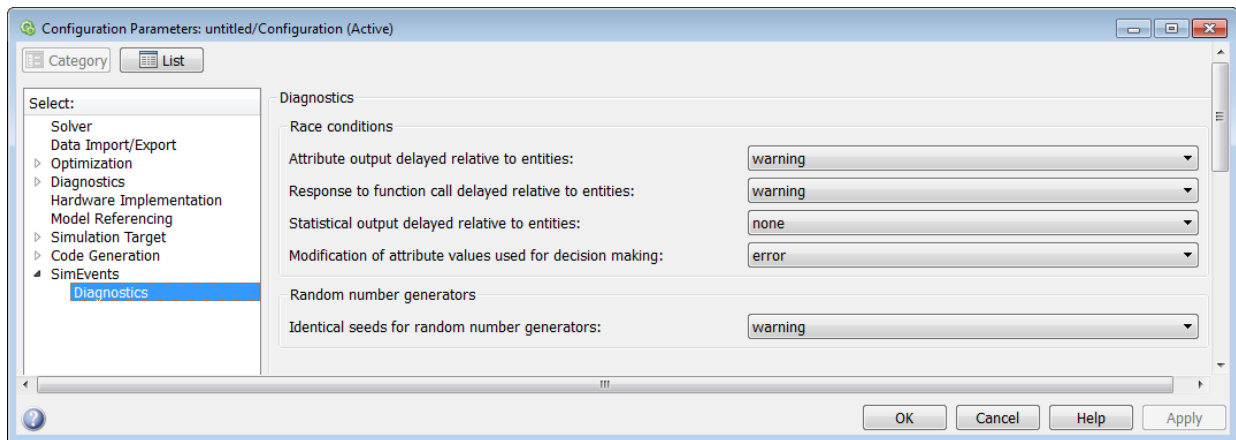 Configuration Parameters: untitled/Configuration (Active)
Category
List
Select:
Solver
Data Import/Export
Optimization
Diagnostics
Hardware Implementation
Model Referencing
Simulation Target
Code Generation
SimEvents
Diagnostics
Diagnostics
Race conditions
Attribute output delayed relative to entities: warning
Response to function call delayed relative to entities: warning
Statistical output delayed relative to entities: none
Modification of attribute values used for decision making: error
Random number generators
Identical seeds for random number generators: warning
OK Cancel Help Apply